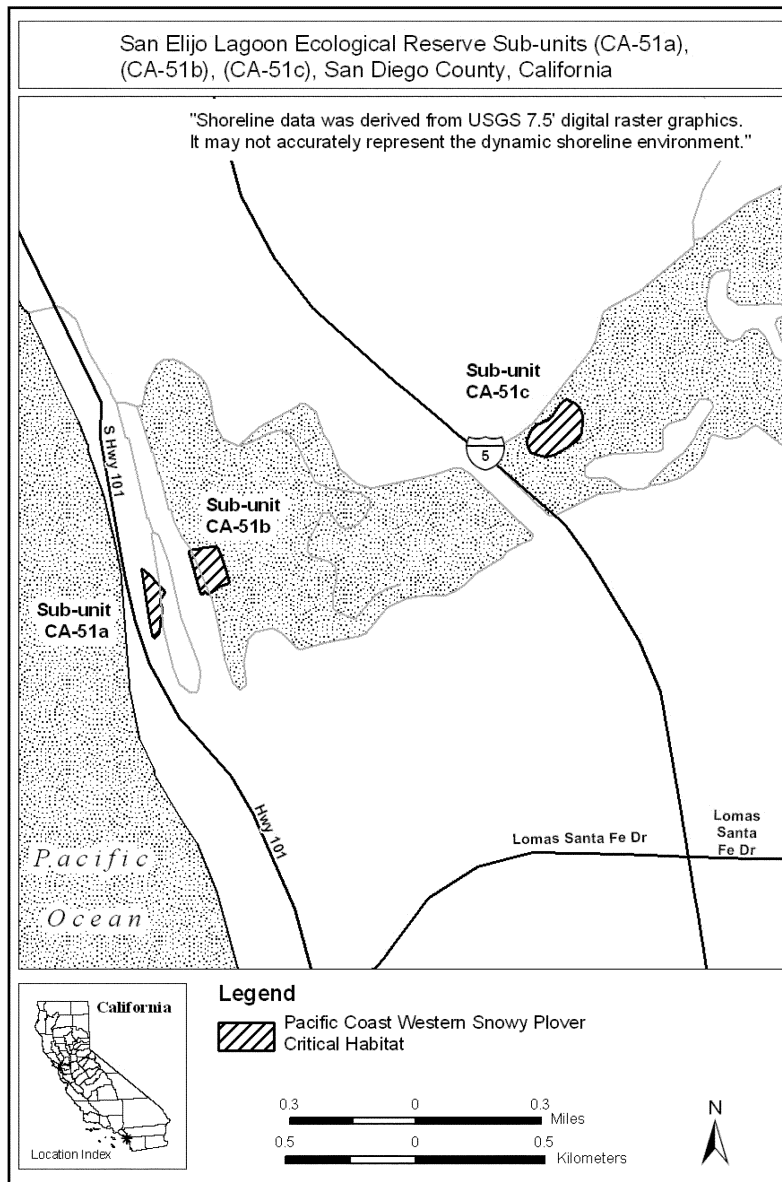 San Elijo Lagoon Ecological Reserve Sub-units (CA-51a),
(CA-51b), (CA-51c), San Diego County, California
"Shoreline data was derived from USGS 7.5' digital raster graphics.
It may not accurately represent the dynamic shoreline environment."
Sub-unit
CA-51c
5
S Hwy 101
Sub-unit
CA-51b
Sub-unit
CA-51a
Hwy 101
Lomas Santa Fe Dr
Lomas
Santa
Fe Dr
Pacific
Ocean
California
Location Index
Legend
Pacific Coast Western Snowy Plover
Critical Habitat
0.3 0 0.3
Miles
0.5 0 0.5
Kilometers
N